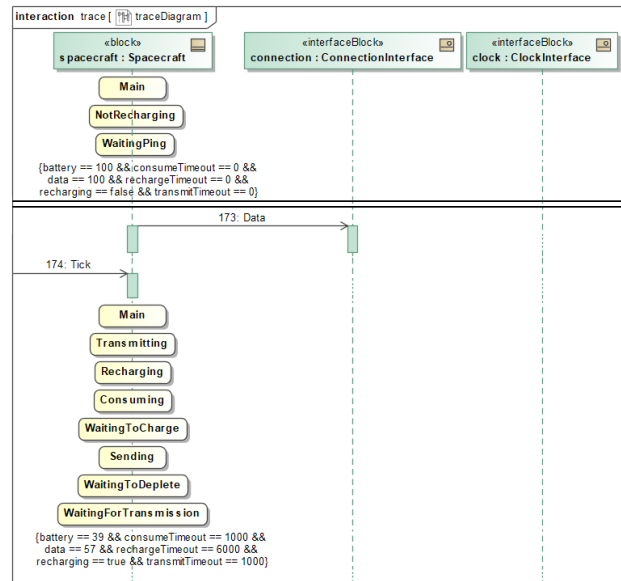 interaction trace [ traceDiagram ]
«block»
spacecraft : Spacecraft
«interfaceBlock»
connection : ConnectionInterface
«interfaceBlock»
clock : ClockInterface
Main
NotRecharging
WaitingPing
{battery == 100 && consumeTimeout == 0 &&
data == 100 && rechargeTimeout == 0 &&
recharging == false && transmitTimeout == 0}
173: Data
174: Tick
Main
Transmitting
Recharging
Consuming
WaitingToCharge
Sending
WaitingToDeplete
WaitingForTransmission
{battery == 39 && consumeTimeout == 1000 &&
data == 57 && rechargeTimeout == 6000 &&
recharging == true && transmitTimeout == 1000}